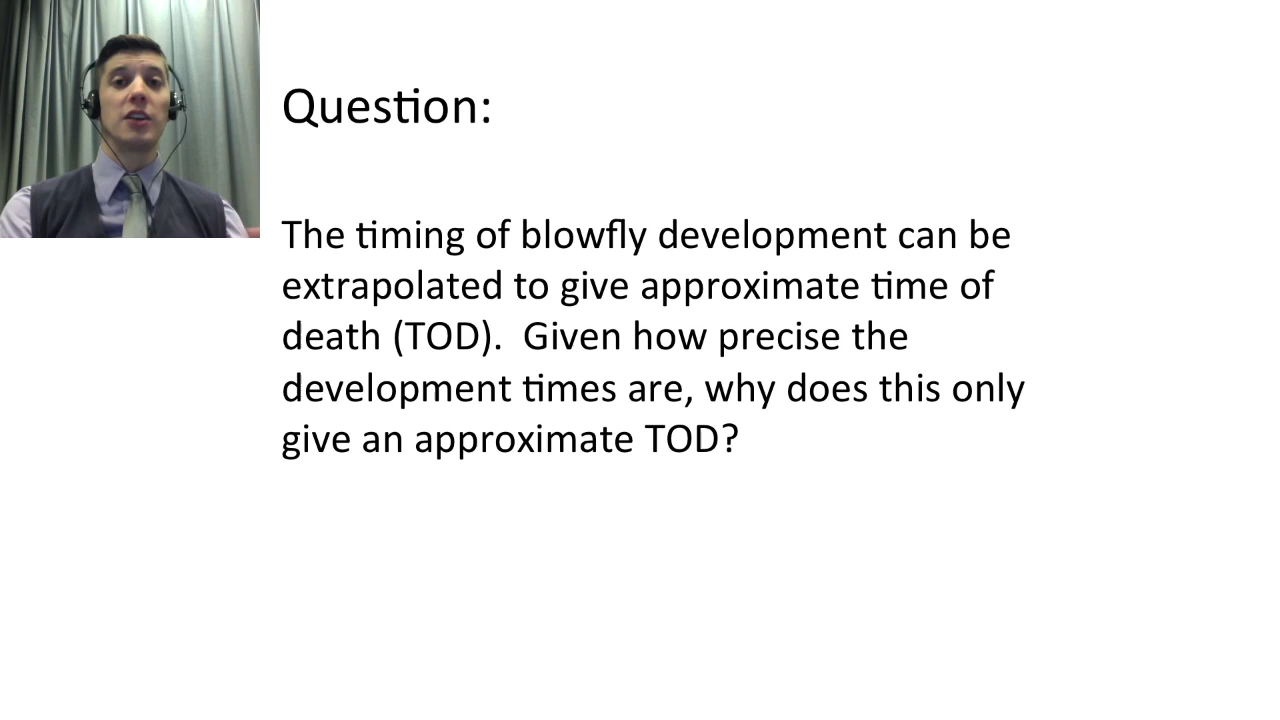 Question:
The timing of blowfly development can be
extrapolated to give approximate time of
death (TOD).  Given how precise the
development times are, why does this only
give an approximate TOD?